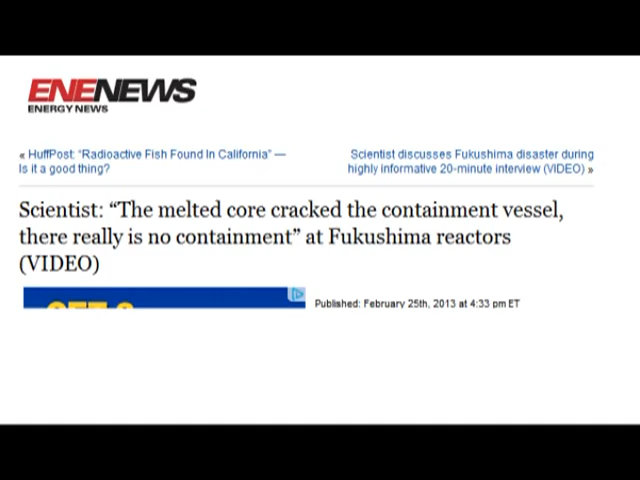 ENENEWS
ENERGY NEWS
« HuffPost: “Radioactive Fish Found In California” —
Is it a good thing?
Scientist discusses Fukushima disaster during
highly informative 20-minute interview (VIDEO) »
Scientist: “The melted core cracked the containment vessel,
there really is no containment” at Fukushima reactors
(VIDEO)
Published: February 25th, 2013 at 4:33 pm ET